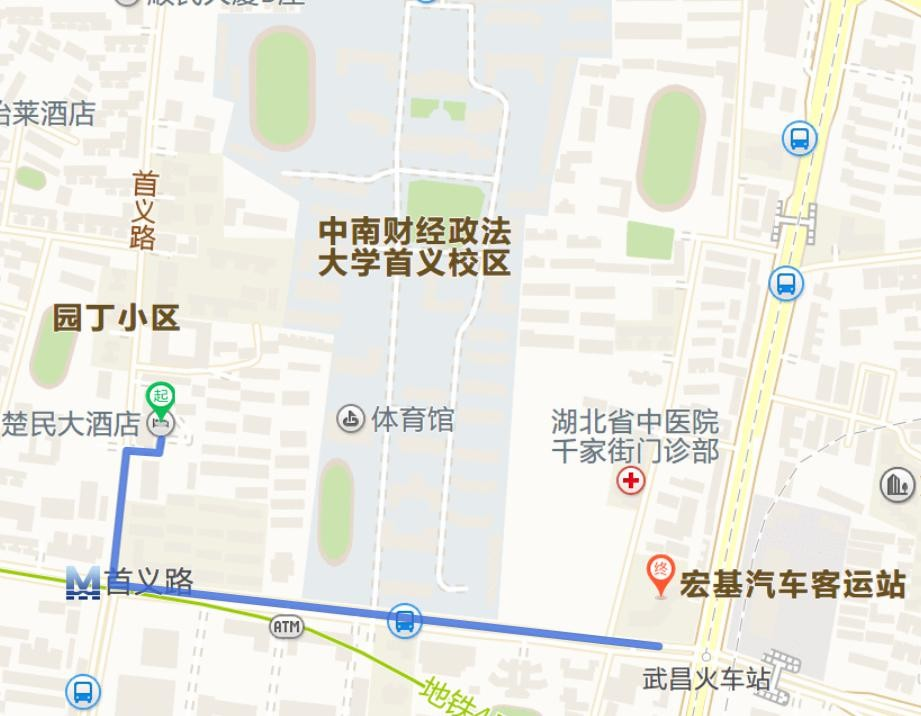 怡莱酒店
首义路
中南财经政法
大学首义校区
园丁小区
起
楚民大酒店
体育馆
湖北省中医院
千家街门诊部
终
宏基汽车客运站
M首义路
ATM
武昌火车站
地铁4